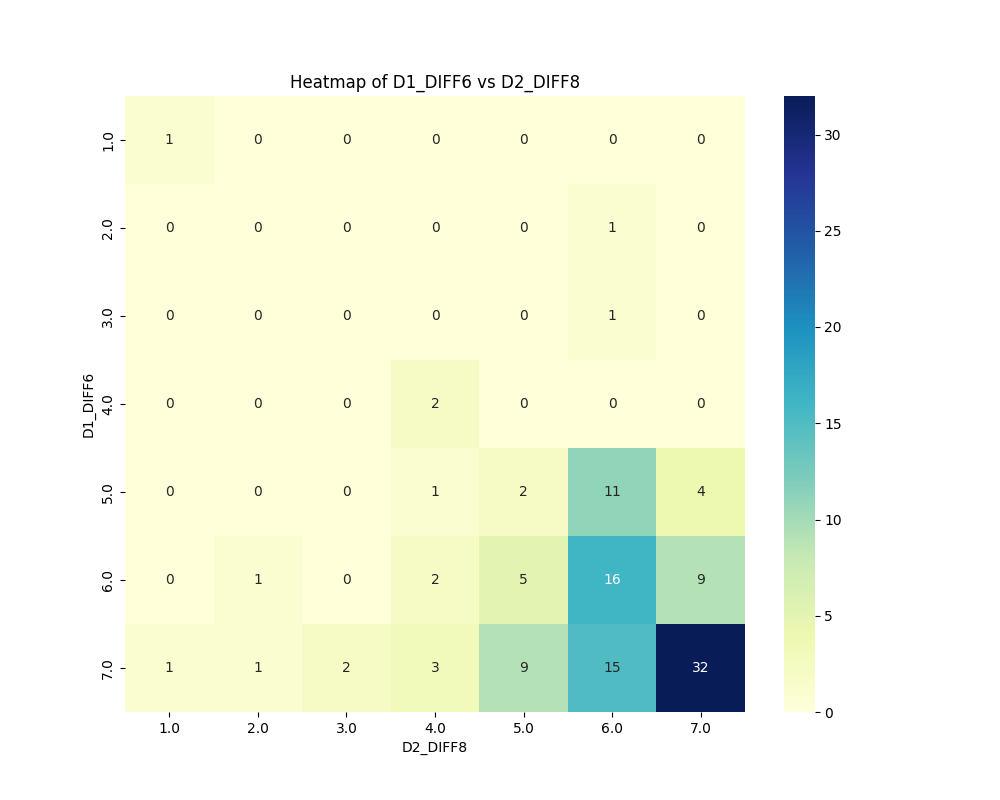 Heatmap of D1_DIFF6 vs D2_DIFF8
1.0 1 0 0 0 0 0 0
2.0 0 0 0 0 0 1 0
3.0 0 0 0 0 0 1 0
4.0 0 0 0 2 0 0 0
5.0 0 0 0 1 2 11 4
6.0 0 1 0 2 5 16 9
7.0 1 1 2 3 9 15 32
1.0 2.0 3.0 4.0 5.0 6.0 7.0
D2_DIFF8
D1_DIFF6
30
25
20
15
10
5
0